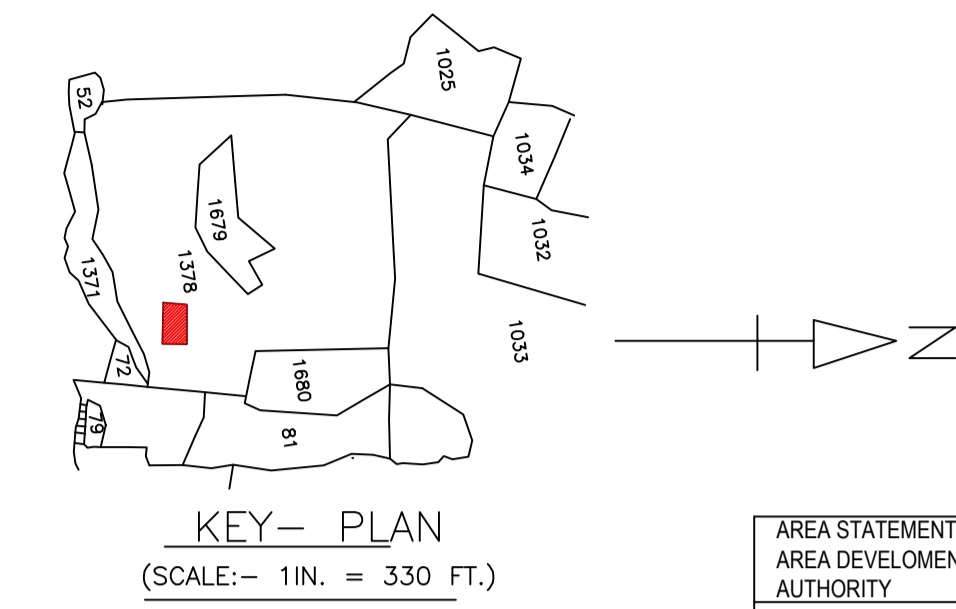 1025
52
1034
1679
1032
1378
1371
1033
72
1680
79
81
N
KEY- PLAN
(SCALE:- 1IN. = 330 FT.)
AREA STATEMENT
AREA DEVELOMEN
AUTHORITY